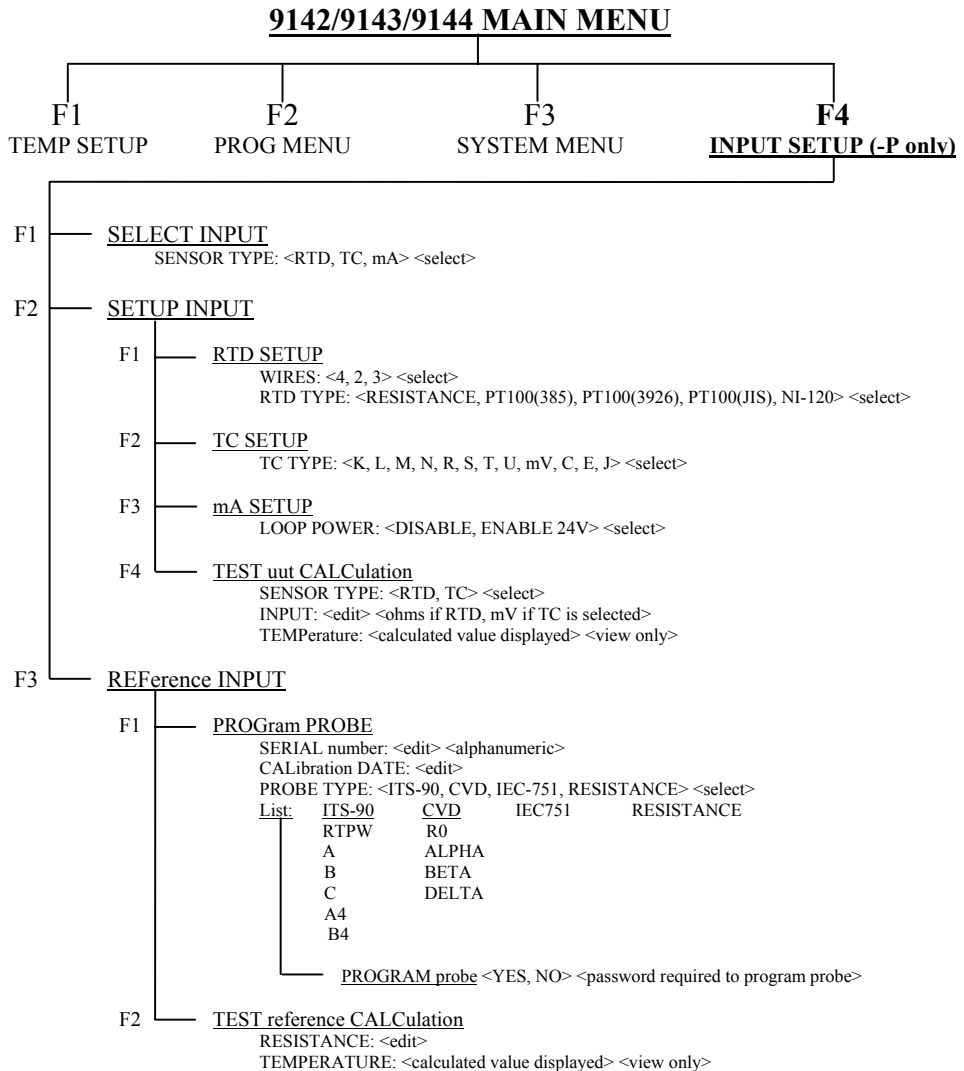 9142/9143/9144 MAIN MENU
F1 F2 F3 F4
TEMP SETUP PROG MENU SYSTEM MENU INPUT SETUP (-P only)
F1 SELECT INPUT
SENSOR TYPE: <RTD, TC, mA> <select>
F2 SETUP INPUT
F1 RTD SETUP
WIRES: <4, 2, 3> <select>
RTD TYPE: <RESISTANCE, PT100(385), PT100(3926), PT100(JIS), NI-120> <select>
F2 TC SETUP
TC TYPE: <K, L, M, N, R, S, T, U, mV, C, E, J> <select>
F3 mA SETUP
LOOP POWER: <DISABLE, ENABLE 24V> <select>
F4 TEST uut CALCulation
SENSOR TYPE: <RTD, TC> <select>
INPUT: <edit> <ohms if RTD, mV if TC is selected>
TEMPerature: <calculated value displayed> <view only>
F3 REFerence INPUT
F1 PROGram PROBE
SERIAL number: <edit> <alphanumeric>
CALibration DATE: <edit>
PROBE TYPE: <ITS-90, CVD, IEC-751, RESISTANCE> <select>
List: ITS-90 CVD IEC751 RESISTANCE
RTPW R0
A ALPHA
B BETA
C DELTA
A4
B4
PROGRAM probe <YES, NO> <password required to program probe>
F2 TEST reference CALCulation
RESISTANCE: <edit>
TEMPERATURE: <calculated value displayed> <view only>